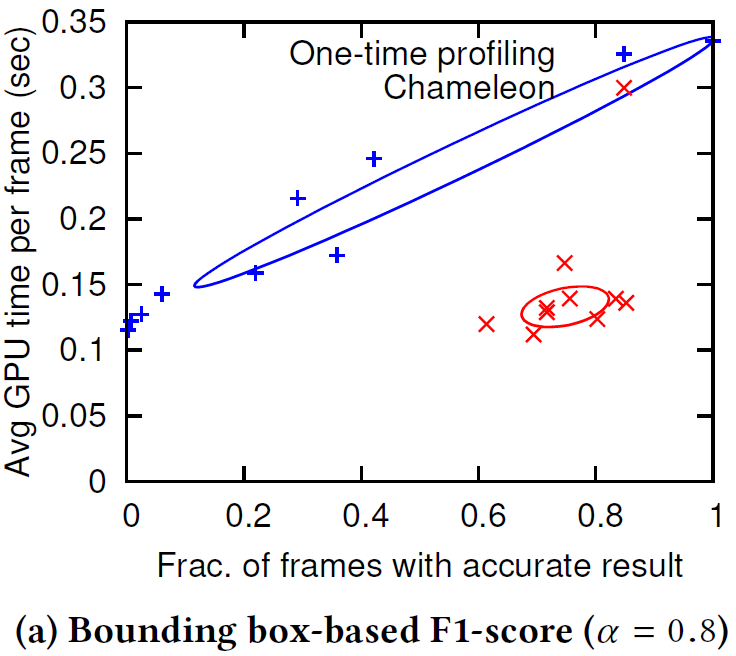 Avg GPU time per frame (sec)
0.35
0.3
0.25
0.2
0.15
0.1
0.05
0
One-time profiling
Chameleon
0 0.2 0.4 0.6 0.8 1
Frac. of frames with accurate result
(a) Bounding box-based F1-score (α = 0.8)